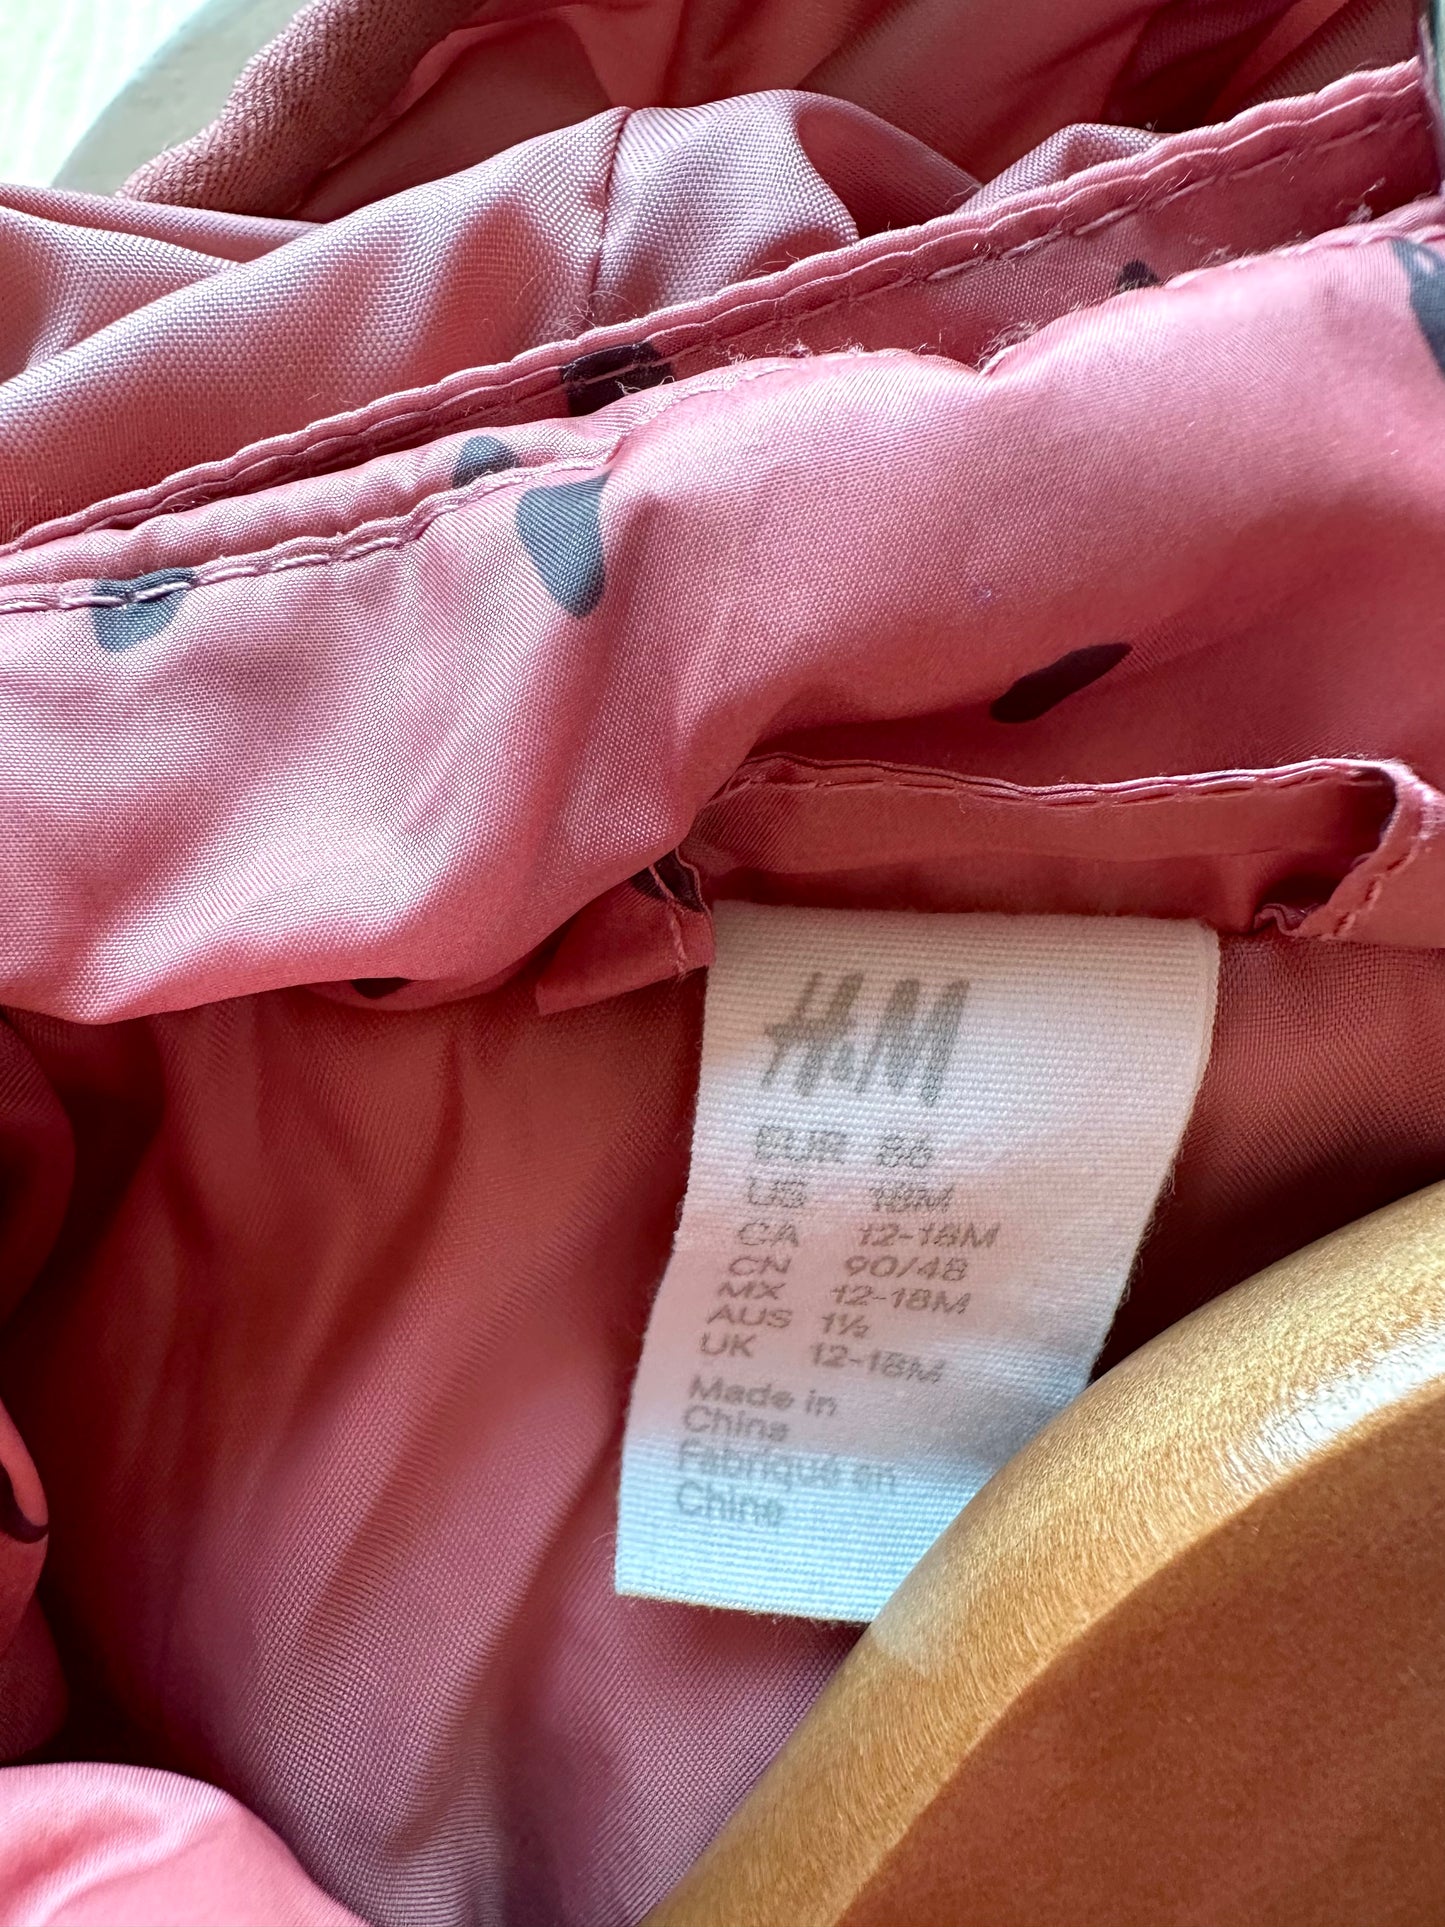 H&M
EUR 86
US 18M
CA 12-18M
CN 90/48
MX 12-18M
AUS 1½
UK 12-18M
Made in
China
Fabriqué en
Chine